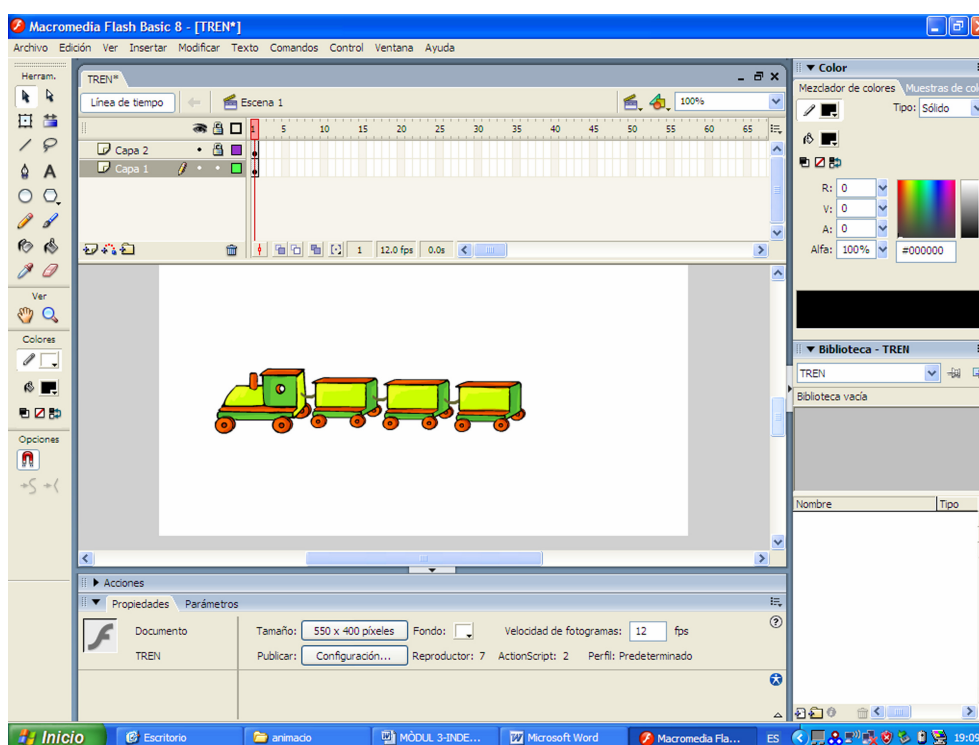 Macromedia Flash Basic 8 - [TREN*]
Archivo Edición Ver Insertar Modificar Texto Comandos Control Ventana Ayuda
Herram.
TREN*
Línea de tiempo
Escena 1
100%
1 5 10 15 20 25 30 35 40 45 50 55 60 65
Capa 2
Capa 1
1 12.0 fps 0.0s
Ver
Colores
Opciones
Acciones
Propiedades Parámetros
Documento
TREN
Tamaño: 550 x 400 píxeles Fondo: Velocidad de fotogramas: 12 fps
Publicar: Configuración... Reproductor: 7 ActionScript: 2 Perfil: Predeterminado
Color
Mezclador de colores Muestras de col
Tipo: Sólido
R: 0
V: 0
A: 0
Alfa: 100% #000000
Biblioteca - TREN
TREN
Biblioteca vacía
Nombre Tipo
Inicio Escritorio animacio MÒDUL 3-INDE... Microsoft Word Macromedia Fla... ES 19:09